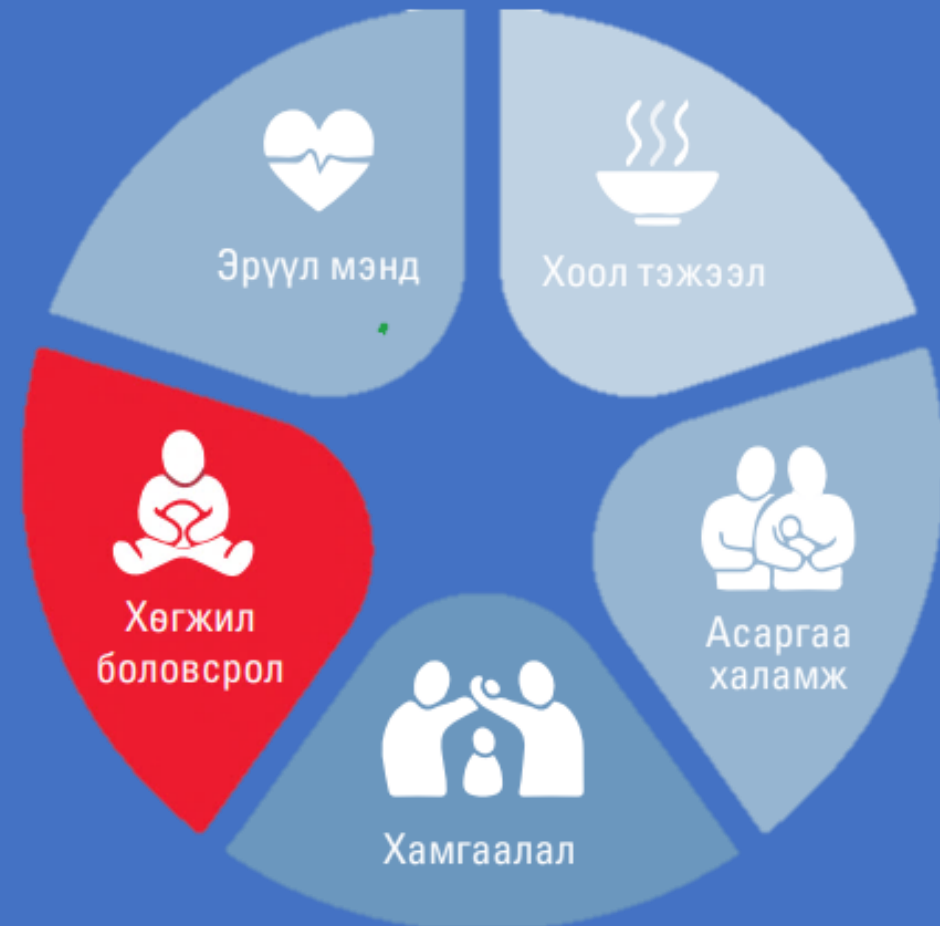 Эрүүл мэнд
Хоол тэжээл
Хөгжил
боловсрол
Асаргаа
халамж
Хамгаалал